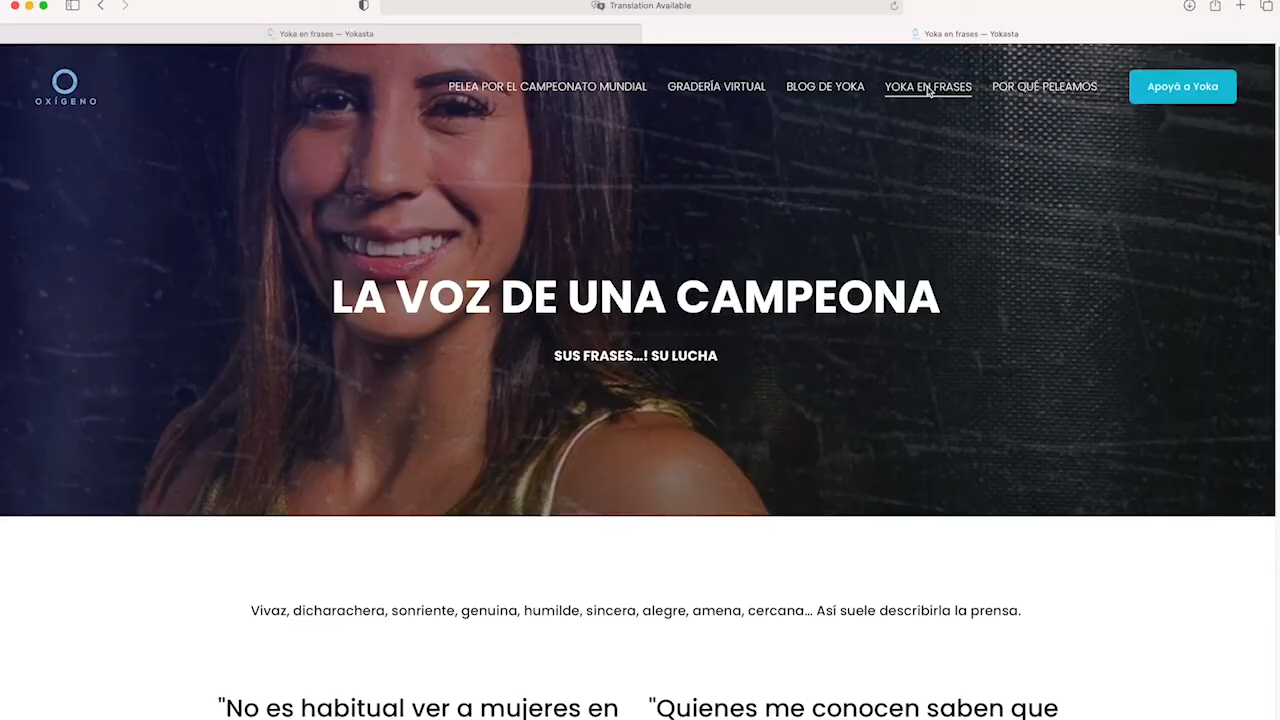 Translation Available
Yoka en frases — Yokasta
Yoka en frases — Yokasta
OXÍGENO
PELEA POR EL CAMPEONATO MUNDIAL
GRADERÍA VIRTUAL
BLOG DE YOKA
YOKA EN FRASES
POR QUÉ PELEAMOS
Apoyá a Yoka
LA VOZ DE UNA CAMPEONA
SUS FRASES...! SU LUCHA
Vivaz, dicharachera, sonriente, genuina, humilde, sincera, alegre, amena, cercana... Así suele describirla la prensa.
"No es habitual ver a mujeres en
"Quienes me conocen saben que